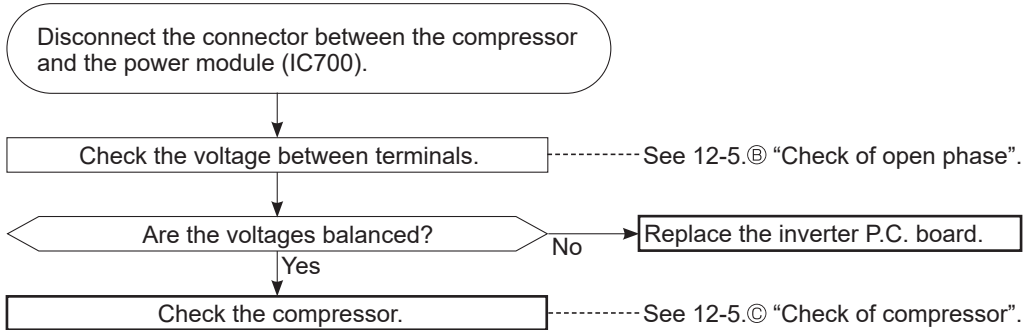 Disconnect the connector between the compressor
and the power module (IC700).
Check the voltage between terminals.
See 12-5.Ⓑ “Check of open phase”.
Are the voltages balanced?
No
Replace the inverter P.C. board.
Yes
Check the compressor.
See 12-5.Ⓒ “Check of compressor”.